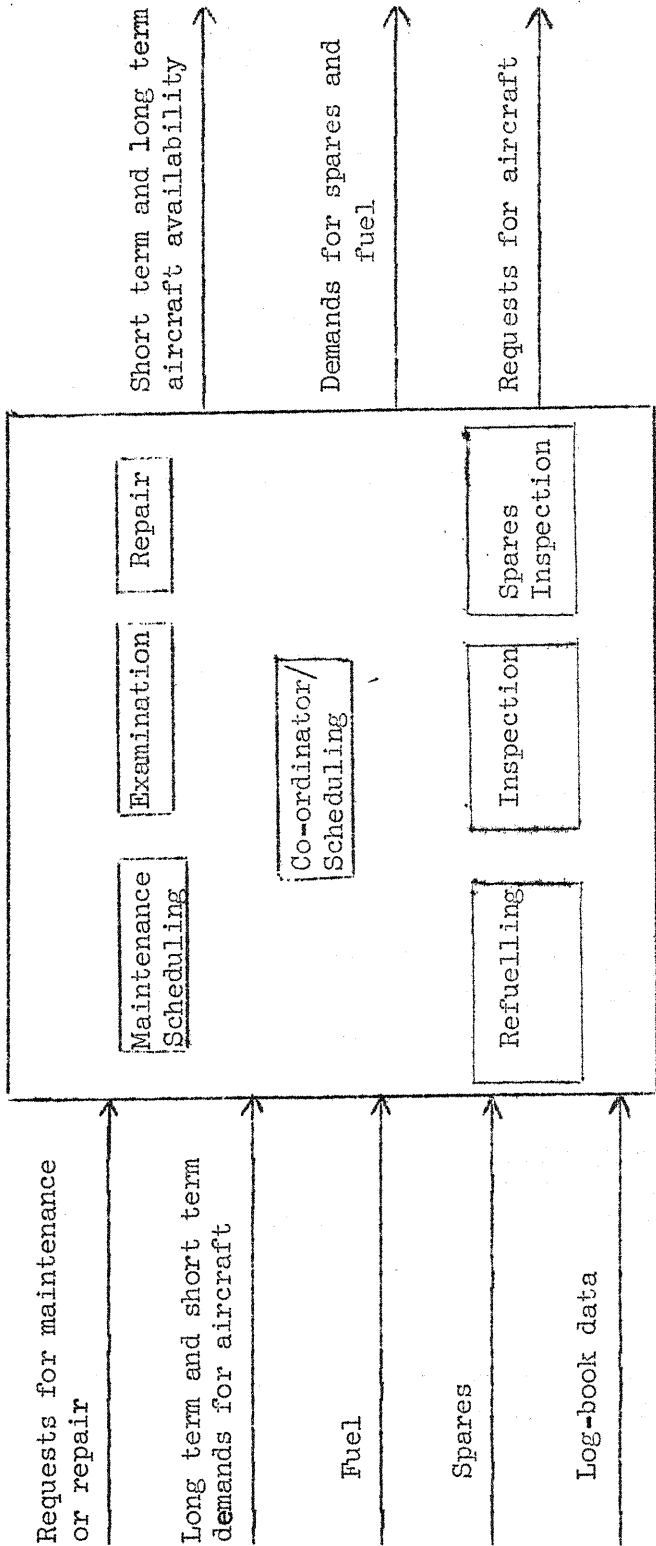 Requests for maintenance
or repair
Long term and short term
demands for aircraft
Fuel
Spares
Log-book data
Maintenance
Scheduling
Examination
Repair
Co-ordinator/
Scheduling
Refuelling
Inspection
Spares
Inspection
Short term and long term
aircraft availability
Demands for spares and
fuel
Requests for aircraft